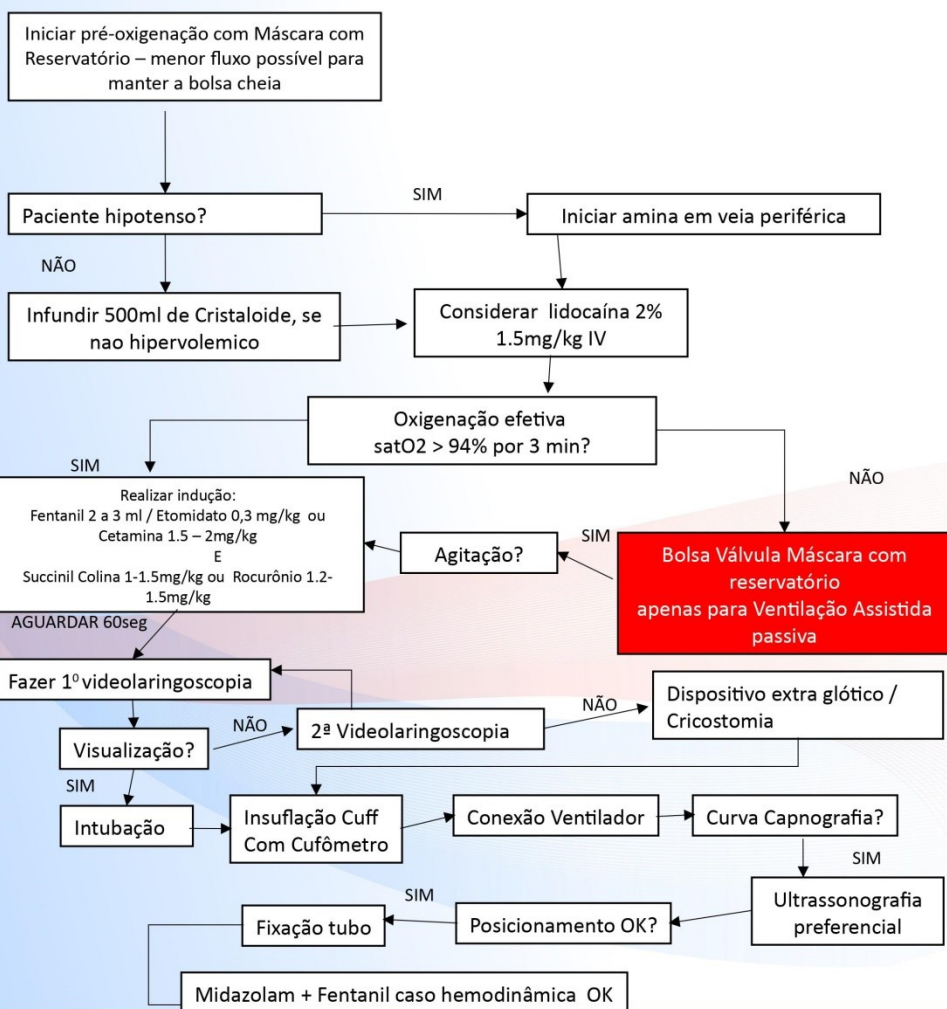 Iniciar pré-oxigenação com Máscara com
Reservatório – menor fluxo possível para
manter a bolsa cheia
Paciente hipotenso?
SIM
Iniciar amina em veia periférica
NÃO
Infundir 500ml de Cristaloide, se
nao hipervolemico
Considerar lidocaína 2%
1.5mg/kg IV
Oxigenação efetiva
satO2 > 94% por 3 min?
SIM
NÃO
Realizar indução:
Fentanil 2 a 3 ml / Etomidato 0,3 mg/kg ou
Cetamina 1.5 – 2mg/kg
E
Succinil Colina 1-1.5mg/kg ou Rocurônio 1.2-
1.5mg/kg
Agitação?
SIM
Bolsa Válvula Máscara com
reservatório
apenas para Ventilação Assistida
passiva
AGUARDAR 60seg
Fazer 1º videolaringoscopia
Visualização?
NÃO
2ª Videolaringoscopia
NÃO
Dispositivo extra glótico /
Cricostomia
SIM
Intubação
Insuflação Cuff
Com Cufômetro
Conexão Ventilador
Curva Capnografia?
SIM
Ultrassonografia
preferencial
Posicionamento OK?
SIM
Fixação tubo
Midazolam + Fentanil caso hemodinâmica OK